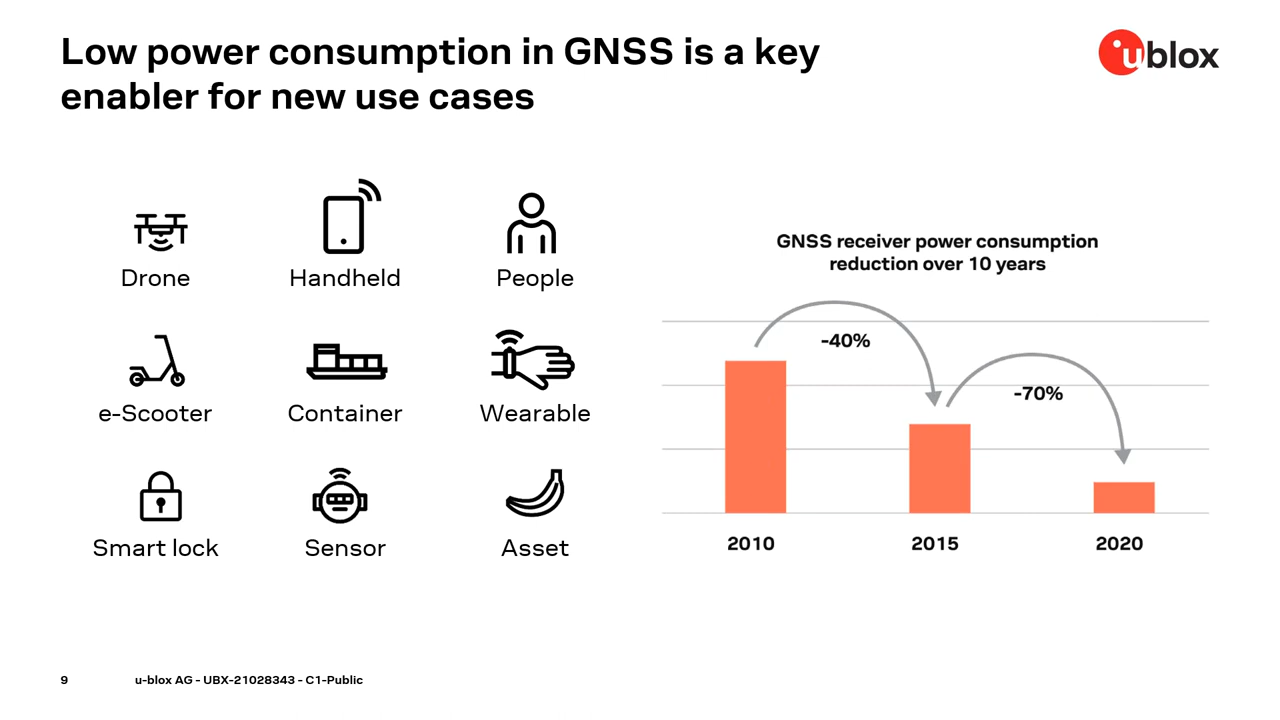 Low power consumption in GNSS is a key
enabler for new use cases
ublox
Drone
Handheld
People
e-Scooter
Container
Wearable
Smart lock
Sensor
Asset
GNSS receiver power consumption
reduction over 10 years
-40%
-70%
2010
2015
2020
9
u-blox AG - UBX-21028343 - C1-Public